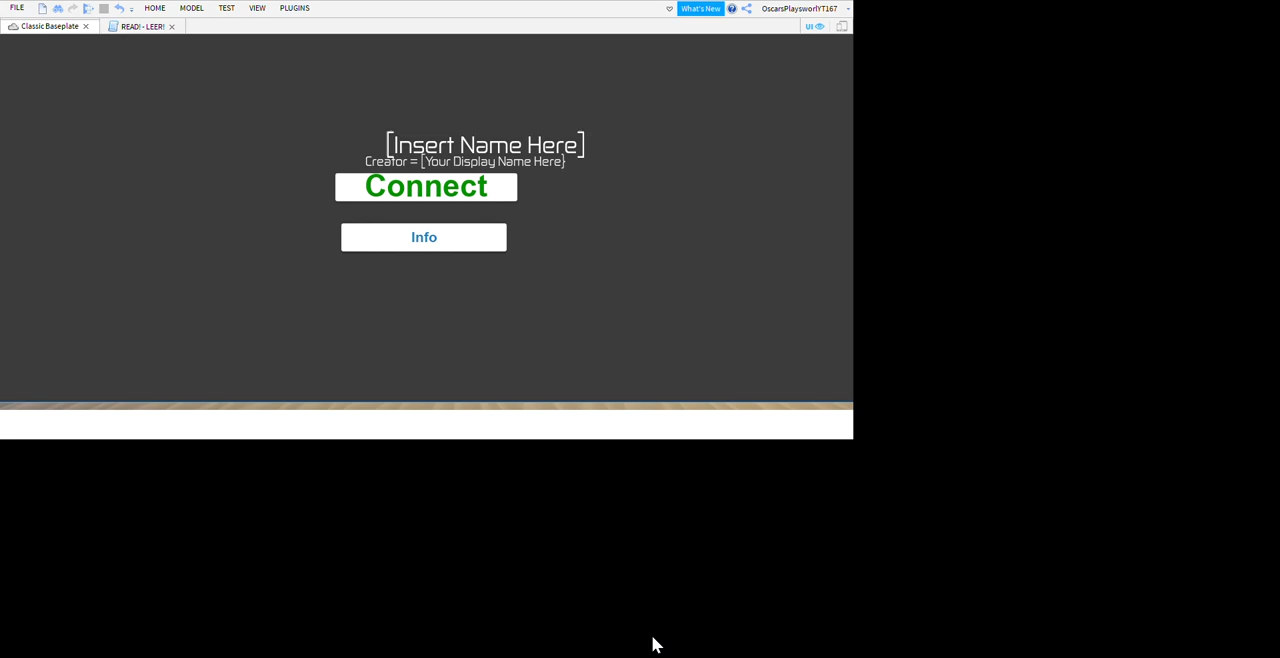 FILE HOME MODEL TEST VIEW PLUGINS What's New ? OscarsPlaysworlYT167
Classic Baseplate READ! - LEER! UI
[Insert Name Here]
Creator = [Your Display Name Here}
Connect
Info